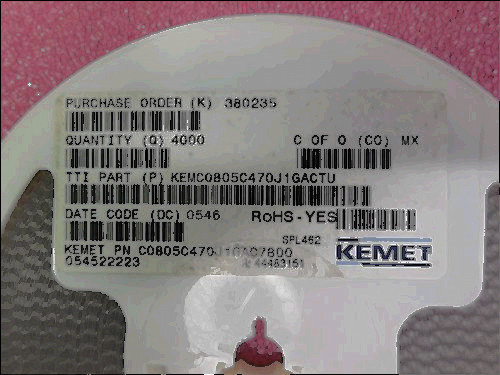 PURCHASE ORDER (K) 380235
QUANTITY (Q) 4000 C OF O (CO) MX
TTI PART (P) KEMC0805C470J1GACTU
DATE CODE (DC) 0546 RoHS-YES
SPL462
KEMET
KEMET PN C0805C470J1GAC7800
054522223 44483151